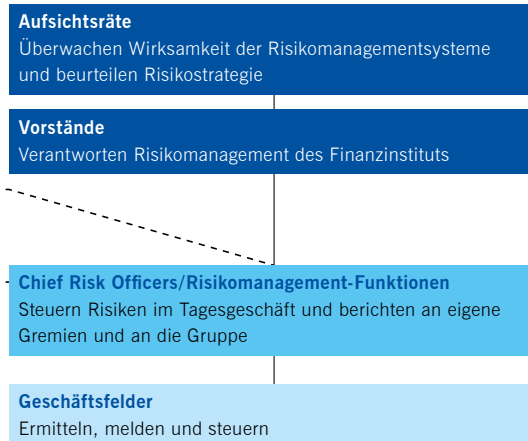 Aufsichtsräte
Überwachen Wirksamkeit der Risikomanagementsysteme
und beurteilen Risikostrategie
Vorstände
Verantworten Risikomanagement des Finanzinstituts
Chief Risk Officers/Risikomanagement-Funktionen
Steuern Risiken im Tagesgeschäft und berichten an eigene
Gremien und an die Gruppe
Geschäftsfelder
Ermitteln, melden und steuern